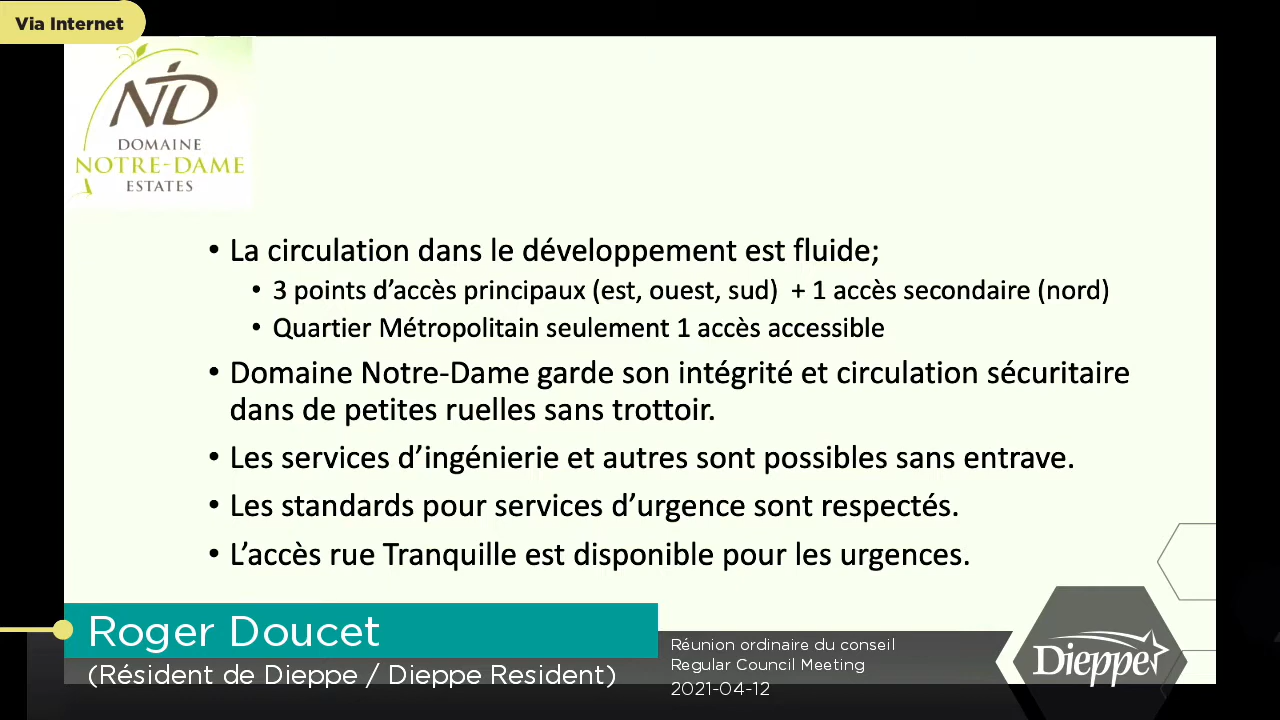 Via Internet
ND
DOMAINE
NOTRE-DAME
ESTATES
• La circulation dans le développement est fluide;
• 3 points d’accès principaux (est, ouest, sud) + 1 accès secondaire (nord)
• Quartier Métropolitain seulement 1 accès accessible
• Domaine Notre-Dame garde son intégrité et circulation sécuritaire
dans de petites ruelles sans trottoir.
• Les services d’ingénierie et autres sont possibles sans entrave.
• Les standards pour services d’urgence sont respectés.
• L’accès rue Tranquille est disponible pour les urgences.
Roger Doucet
(Résident de Dieppe / Dieppe Resident)
Réunion ordinaire du conseil
Regular Council Meeting
2021-04-12
Dieppe